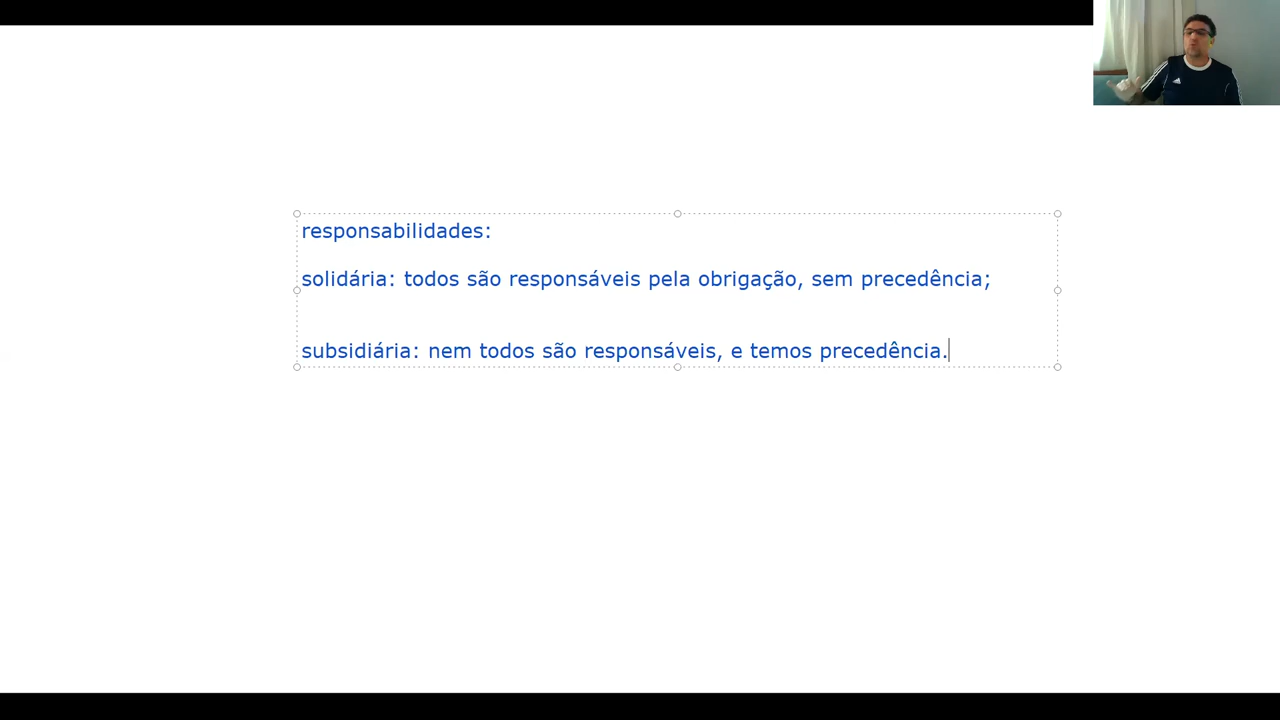 responsabilidades:
solidária: todos são responsáveis pela obrigação, sem precedência;
subsidiária: nem todos são responsáveis, e temos precedência.